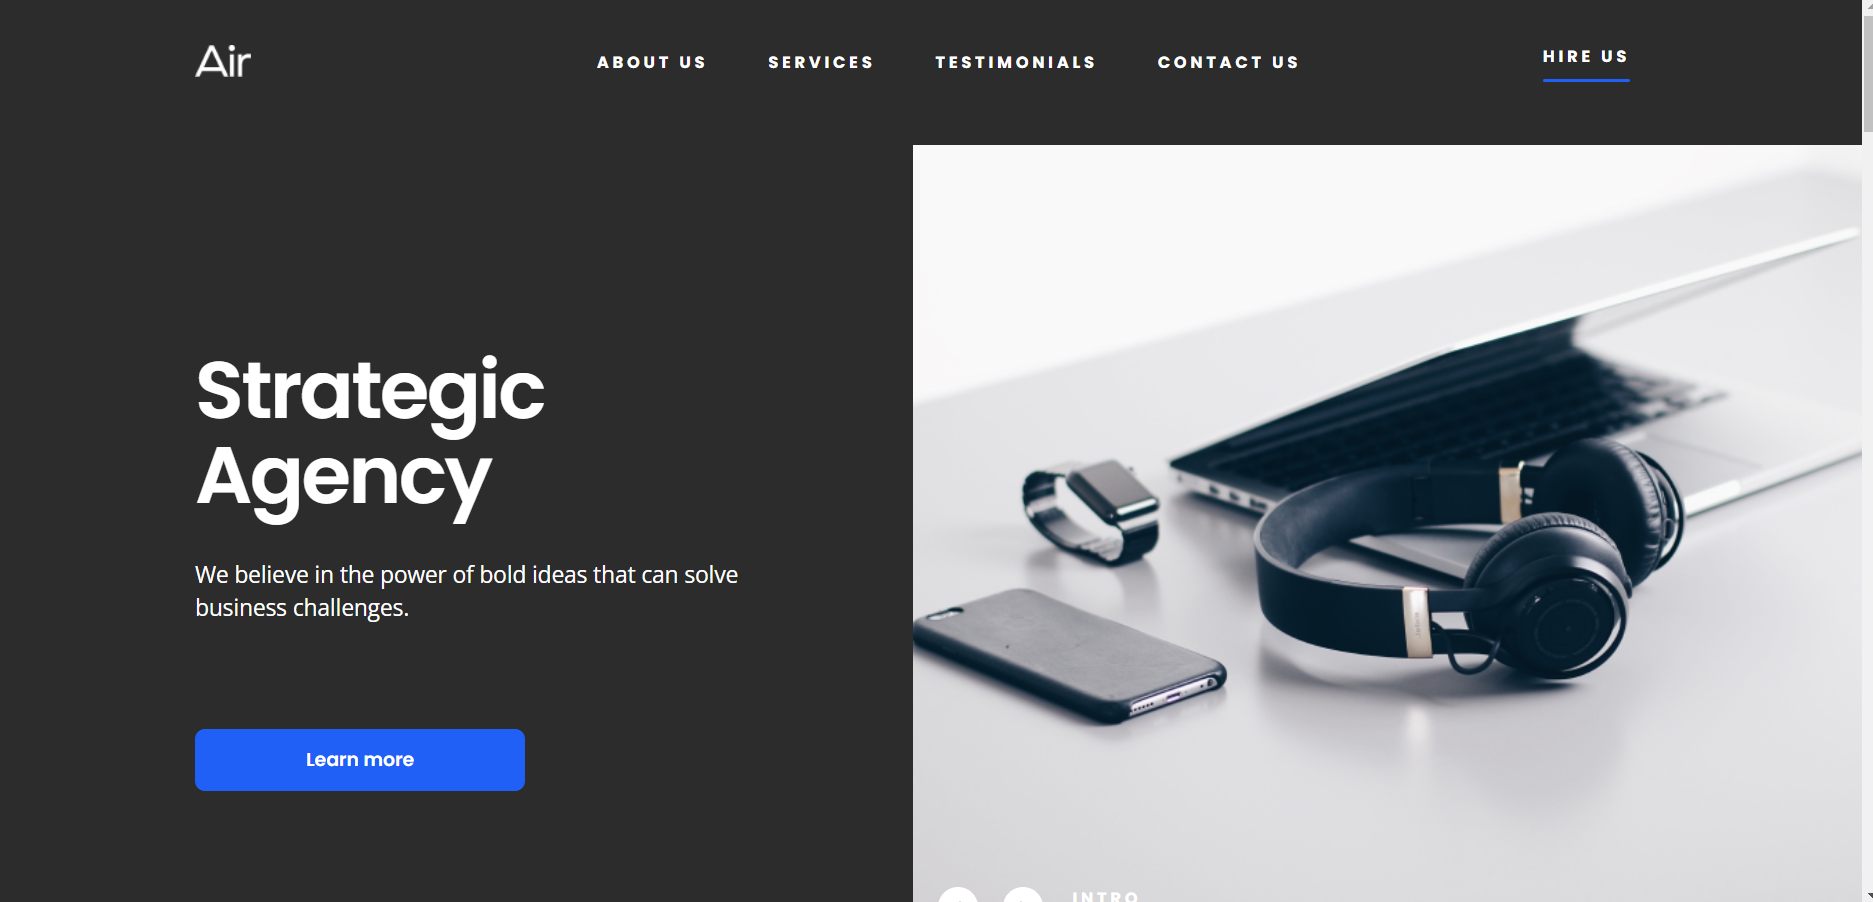 Air
ABOUT US
SERVICES
TESTIMONIALS
CONTACT US
HIRE US
Strategic
Agency
We believe in the power of bold ideas that can solve
business challenges.
Learn more
INTRO